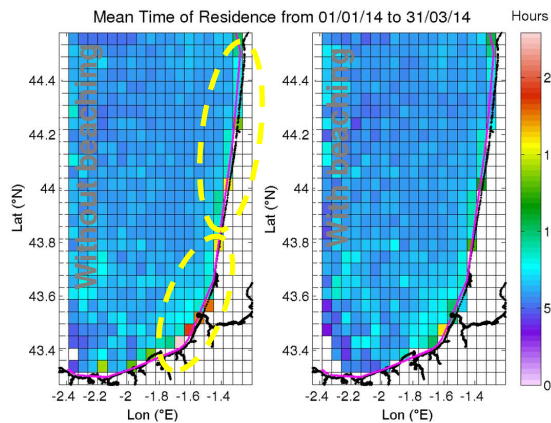 Mean Time of Residence from 01/01/14 to 31/03/14
Hours
Without beaching
With beaching
Lat (°N)
44.4
44.2
44
43.8
43.6
43.4
-2.4 -2.2 -2 -1.8 -1.6 -1.4
Lon (°E)
Lat (°N)
44.4
44.2
44
43.8
43.6
43.4
-2.4 -2.2 -2 -1.8 -1.6 -1.4
Lon (°E)
2
1
5
0